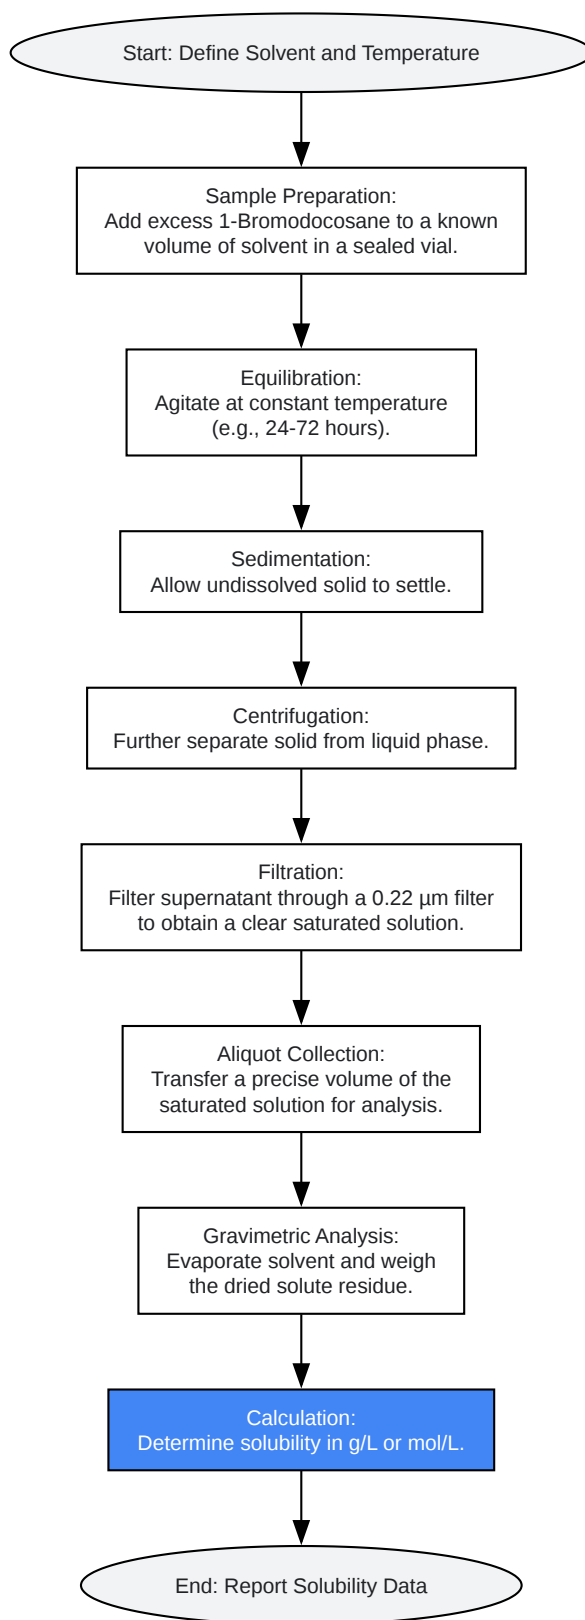 Start: Define Solvent and Temperature
Sample Preparation:
Add excess 1-Bromodocosane to a known
volume of solvent in a sealed vial.
Equilibration:
Agitate at constant temperature
(e.g., 24-72 hours).
Sedimentation:
Allow undissolved solid to settle.
Centrifugation:
Further separate solid from liquid phase.
Filtration:
Filter supernatant through a 0.22 µm filter
to obtain a clear saturated solution.
Aliquot Collection:
Transfer a precise volume of the
saturated solution for analysis.
Gravimetric Analysis:
Evaporate solvent and weigh
the dried solute residue.
Calculation:
Determine solubility in g/L or mol/L.
End: Report Solubility Data